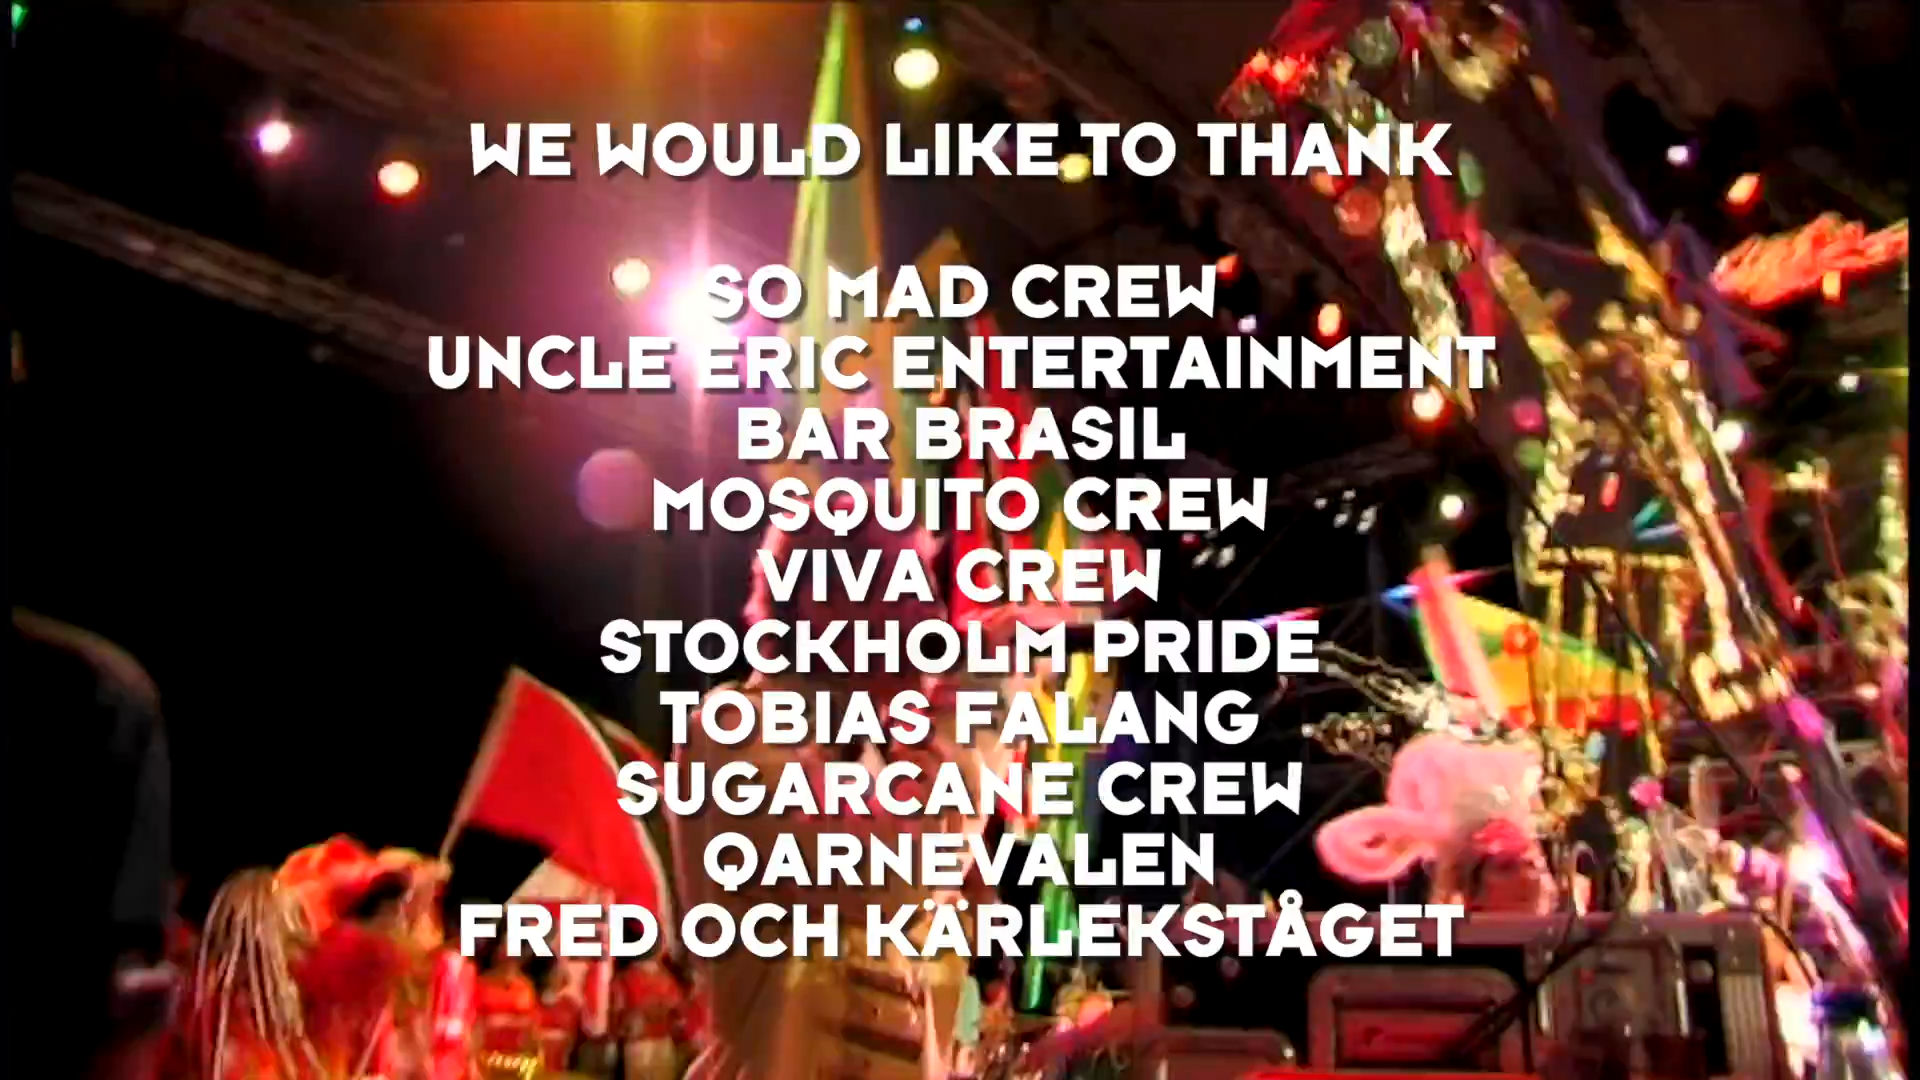 WE WOULD LIKE TO THANK
SO MAD CREW
UNCLE ERIC ENTERTAINMENT
BAR BRASIL
MOSQUITO CREW
VIVA CREW
STOCKHOLM PRIDE
TOBIAS FALANG
SUGARCANE CREW
QARNEVALEN
FRED OCH KÄRLEKSTÅGET